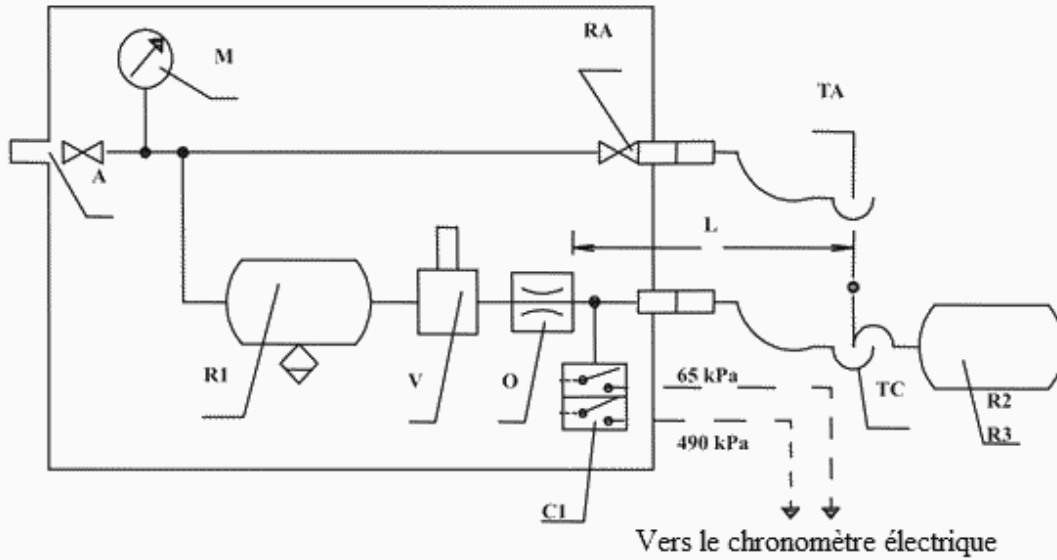 M
RA
TA
A
L
R1
V
O
65 kPa
TC
R2
R3
490 kPa
C1
Vers le chronomètre électrique